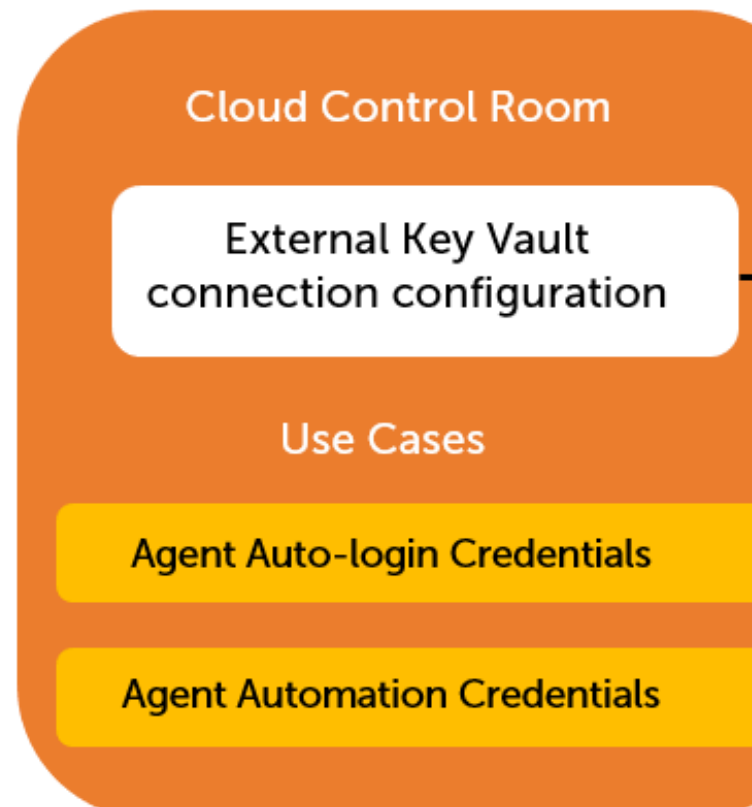 Cloud Control Room
External Key Vault
connection configuration
Use Cases
Agent Auto-login Credentials
Agent Automation Credentials